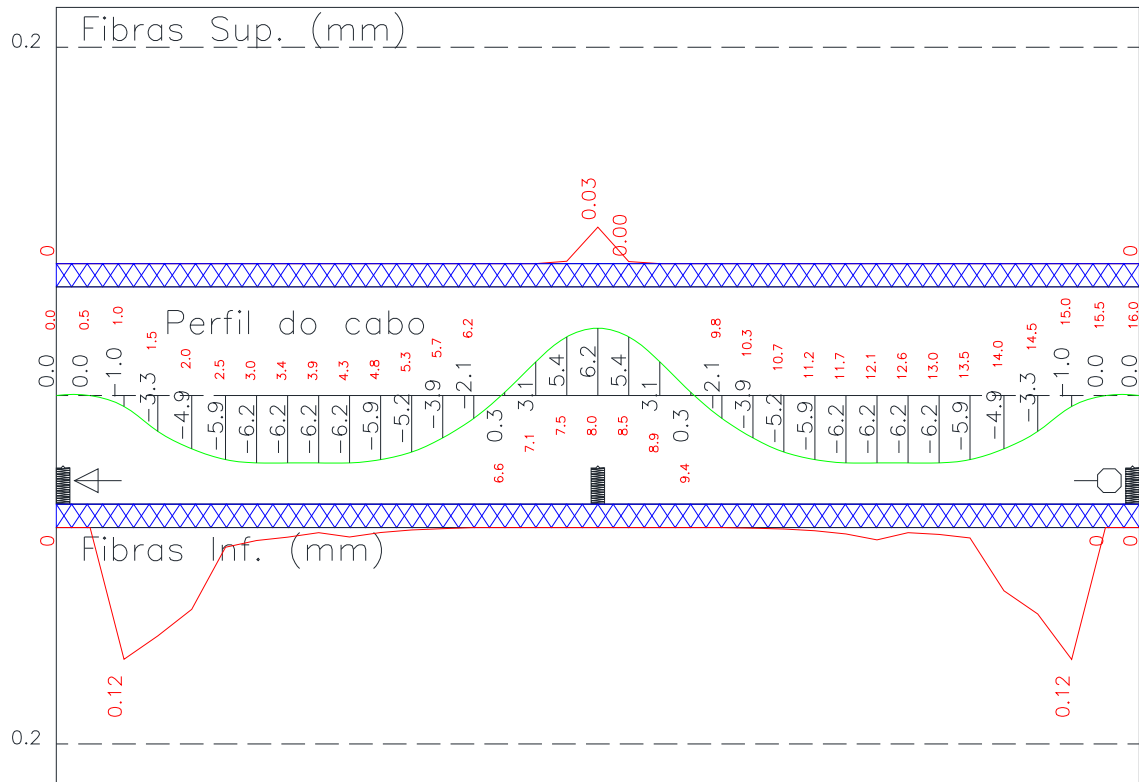 Fibras Sup. (mm)
0.2
0.03
0.00
0
0
Perfil do cabo
0.0 0.5 1.0 1.5 2.0 2.5 3.0 3.4 3.9 4.3 4.8 5.3 5.7 6.2 6.6 7.1 7.5 8.0 8.5 8.9 9.4 9.8 10.3 10.7 11.2 11.7 12.1 12.6 13.0 13.5 14.0 14.5 15.0 15.5 16.0
0.0 0.0 -1.0 -3.3 -4.9 -5.9 -6.2 -6.2 -6.2 -6.2 -5.9 -5.2 -3.9 -2.1 0.3 3.1 5.4 6.2 5.4 3.1 0.3 -2.1 -3.9 -5.2 -5.9 -6.2 -6.2 -6.2 -6.2 -5.9 -4.9 -3.3 -1.0 0.0 0.0
0
Fibras Inf. (mm)
0
0
0.12
0.12
0.2